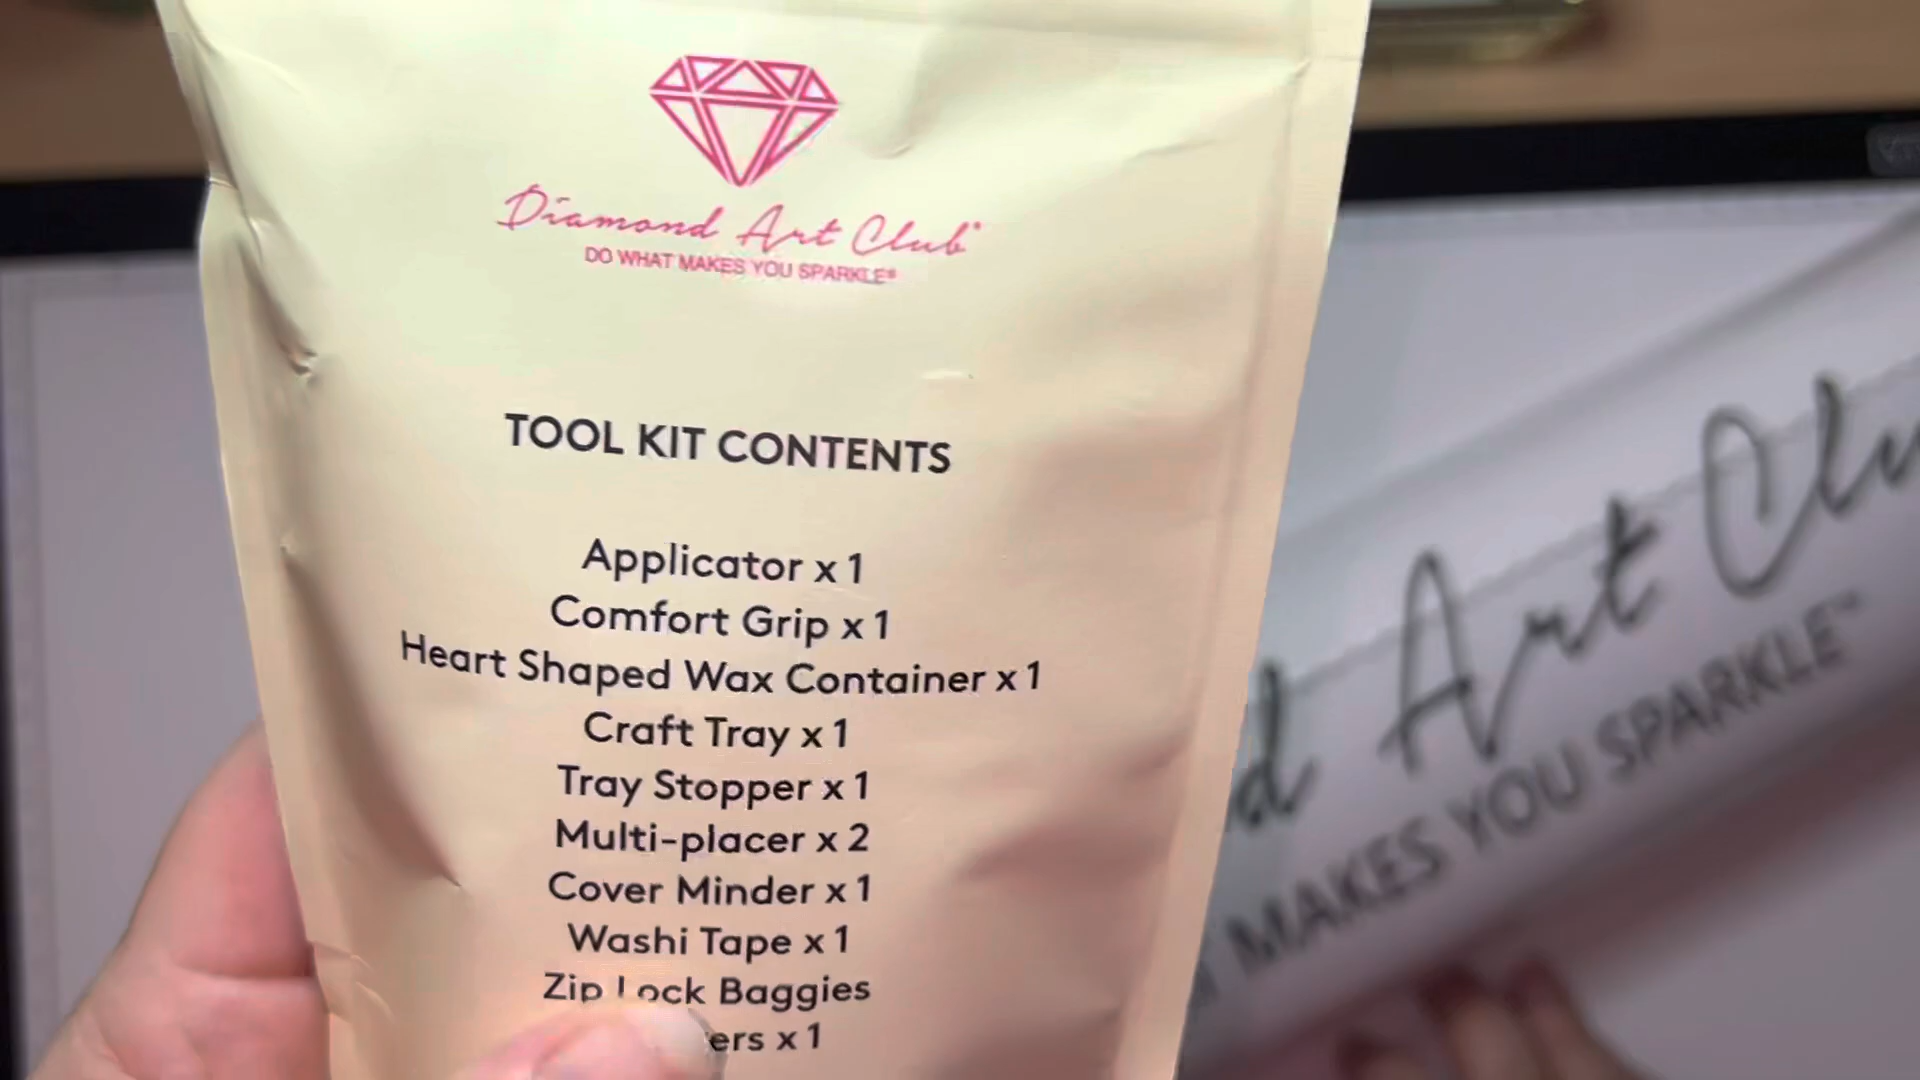 Diamond Art Club®
DO WHAT MAKES YOU SPARKLE®
TOOL KIT CONTENTS
Applicator x 1
Comfort Grip x 1
Heart Shaped Wax Container x 1
Craft Tray x 1
Tray Stopper x 1
Multi-placer x 2
Cover Minder x 1
Washi Tape x 1
Zip Lock Baggies
x 1
Art
MAKES YOU SPARKLE™